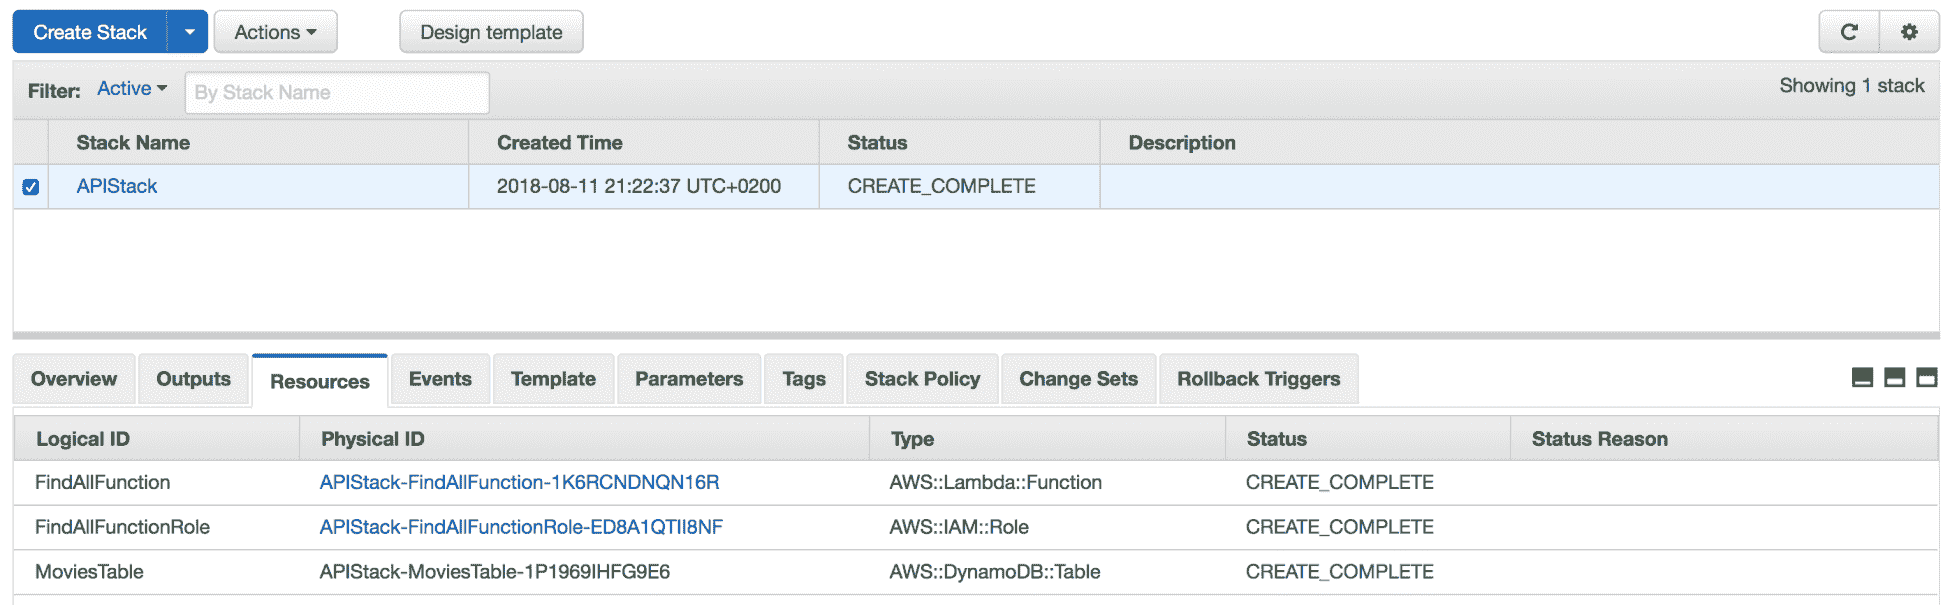 Create Stack Actions Design template
Filter: Active By Stack Name Showing 1 stack
Stack Name Created Time Status Description
APIStack 2018-08-11 21:22:37 UTC+0200 CREATE_COMPLETE
Overview Outputs Resources Events Template Parameters Tags Stack Policy Change Sets Rollback Triggers
Logical ID Physical ID Type Status Status Reason
FindAllFunction APIStack-FindAllFunction-1K6RCNDNQN16R AWS::Lambda::Function CREATE_COMPLETE
FindAllFunctionRole APIStack-FindAllFunctionRole-ED8A1QTII8NF AWS::IAM::Role CREATE_COMPLETE
MoviesTable APIStack-MoviesTable-1P1969IHFG9E6 AWS::DynamoDB::Table CREATE_COMPLETE